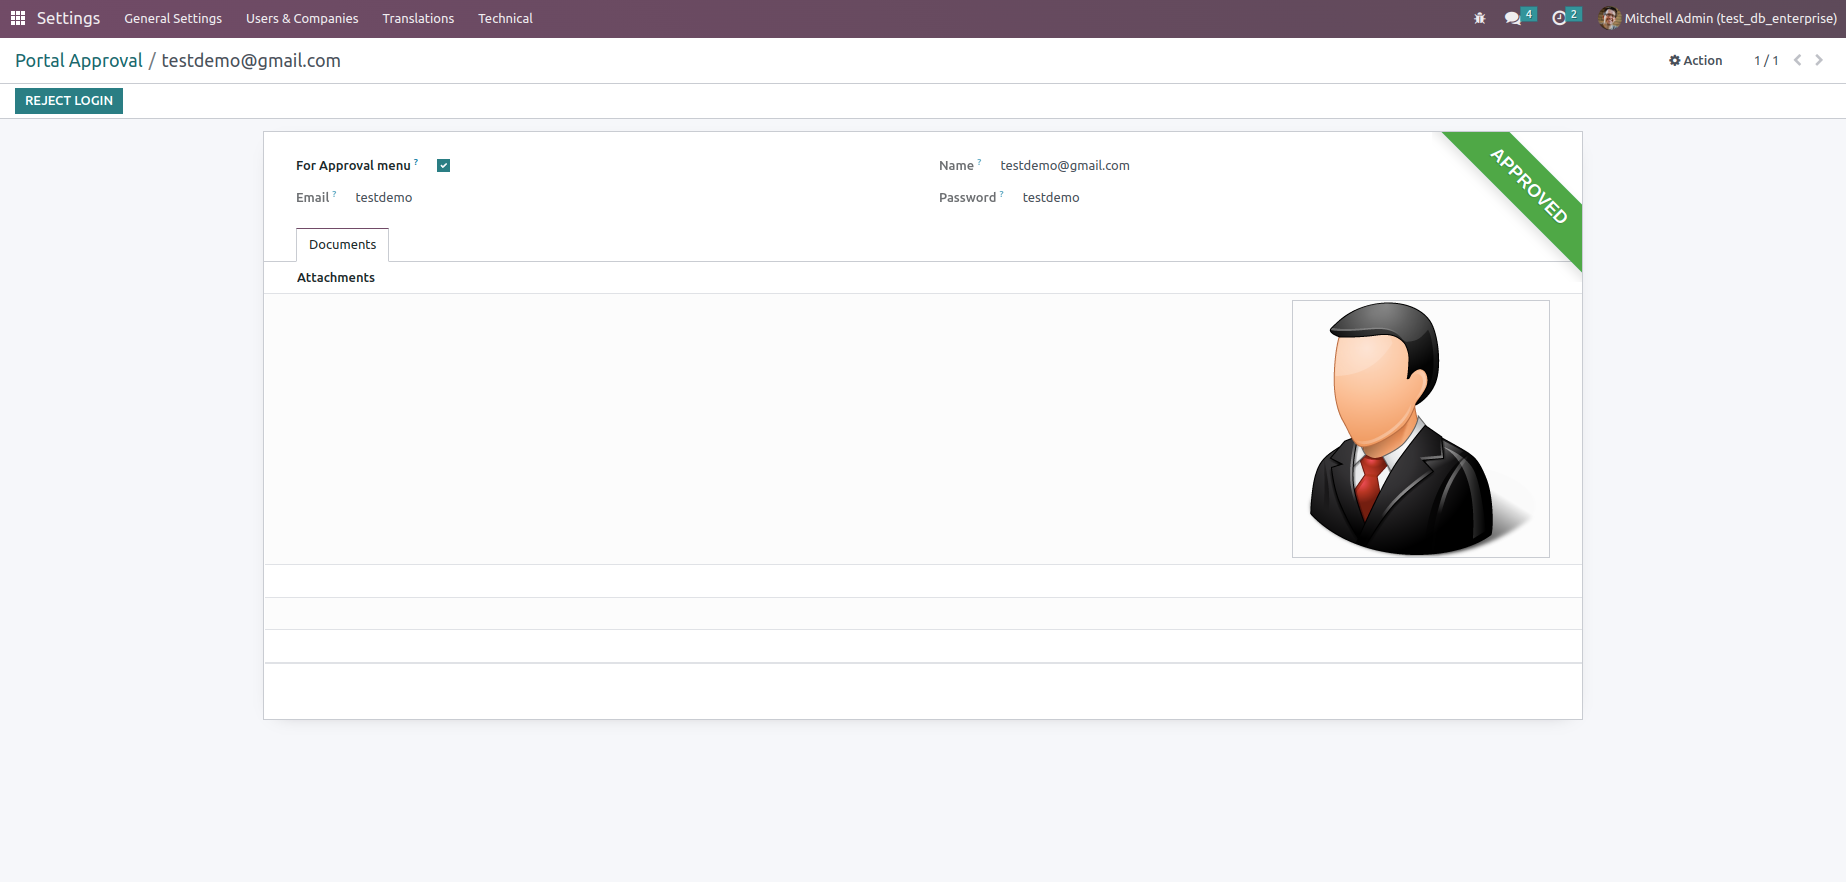 Settings General Settings Users & Companies Translations Technical 4 2 Mitchell Admin (test_db_enterprise)
Portal Approval / testdemo@gmail.com Action 1 / 1
REJECT LOGIN
APPROVED
For Approval menu ? Name ? testdemo@gmail.com
Email ? testdemo Password ? testdemo
Documents
Attachments